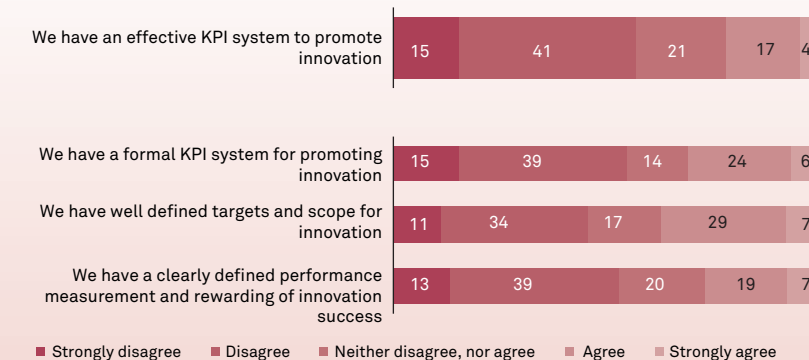 We have an effective KPI system to promote
innovation
15 41 21 17 4
We have a formal KPI system for promoting
innovation
15 39 14 24 6
We have well defined targets and scope for
innovation
11 34 17 29 7
We have a clearly defined performance
measurement and rewarding of innovation
success
13 39 20 19 7
Strongly disagree Disagree Neither disagree, nor agree Agree Strongly agree